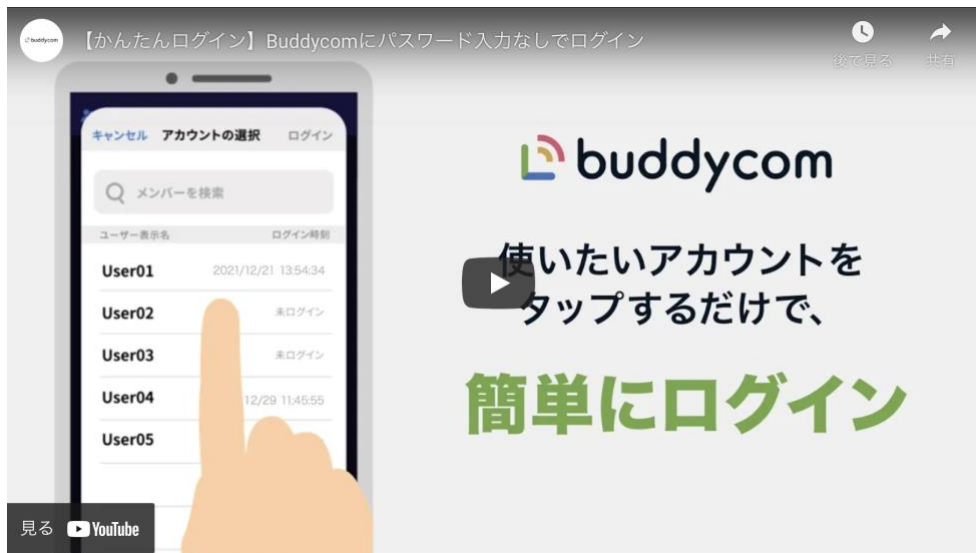 buddycom
【かんたんログイン】Buddycomにパスワード入力なしでログイン
後で見る
共有
キャンセル アカウントの選択 ログイン
メンバーを検索
ユーザー表示名 ログイン時刻
User01 2021/12/21 13:54:34
User02 未ログイン
User03 未ログイン
User04 12/29 11:45:55
User05
buddycom
使いたいアカウントを
タップするだけで、
簡単にログイン
見る YouTube